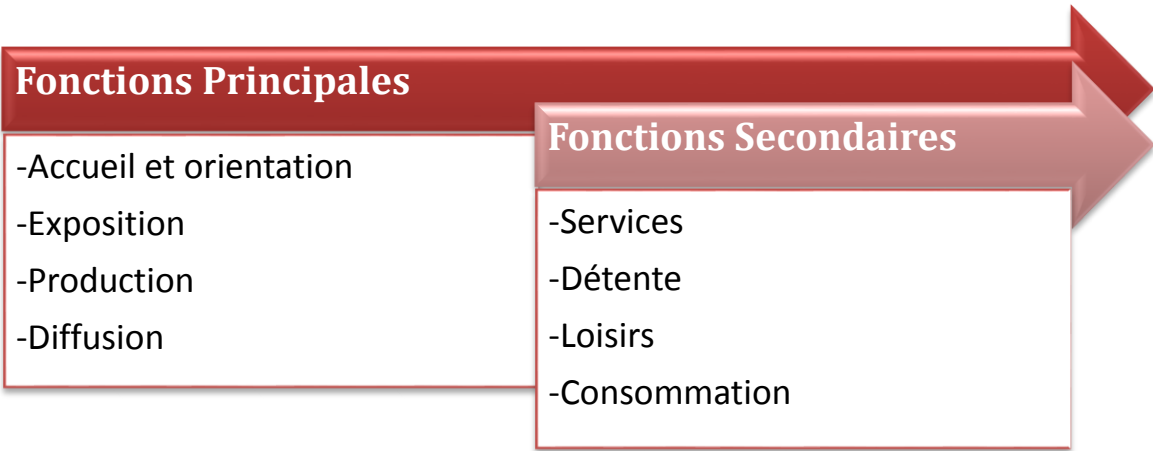 Fonctions Principales
-Accueil et orientation
-Exposition
-Production
-Diffusion
Fonctions Secondaires
-Services
-Détente
-Loisirs
-Consommation